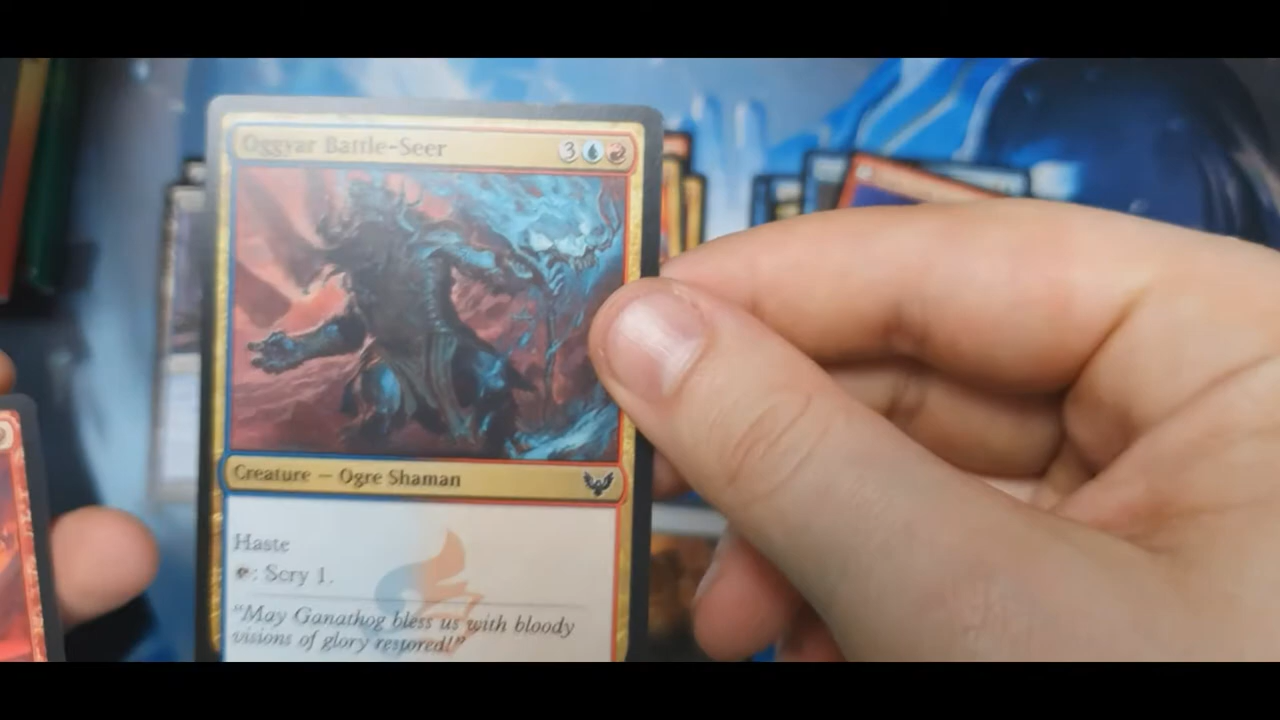 Oggyar Battle-Seer 3
Creature — Ogre Shaman
Haste
: Scry 1.
"May Ganathog bless us with bloody
visions of glory restored!"